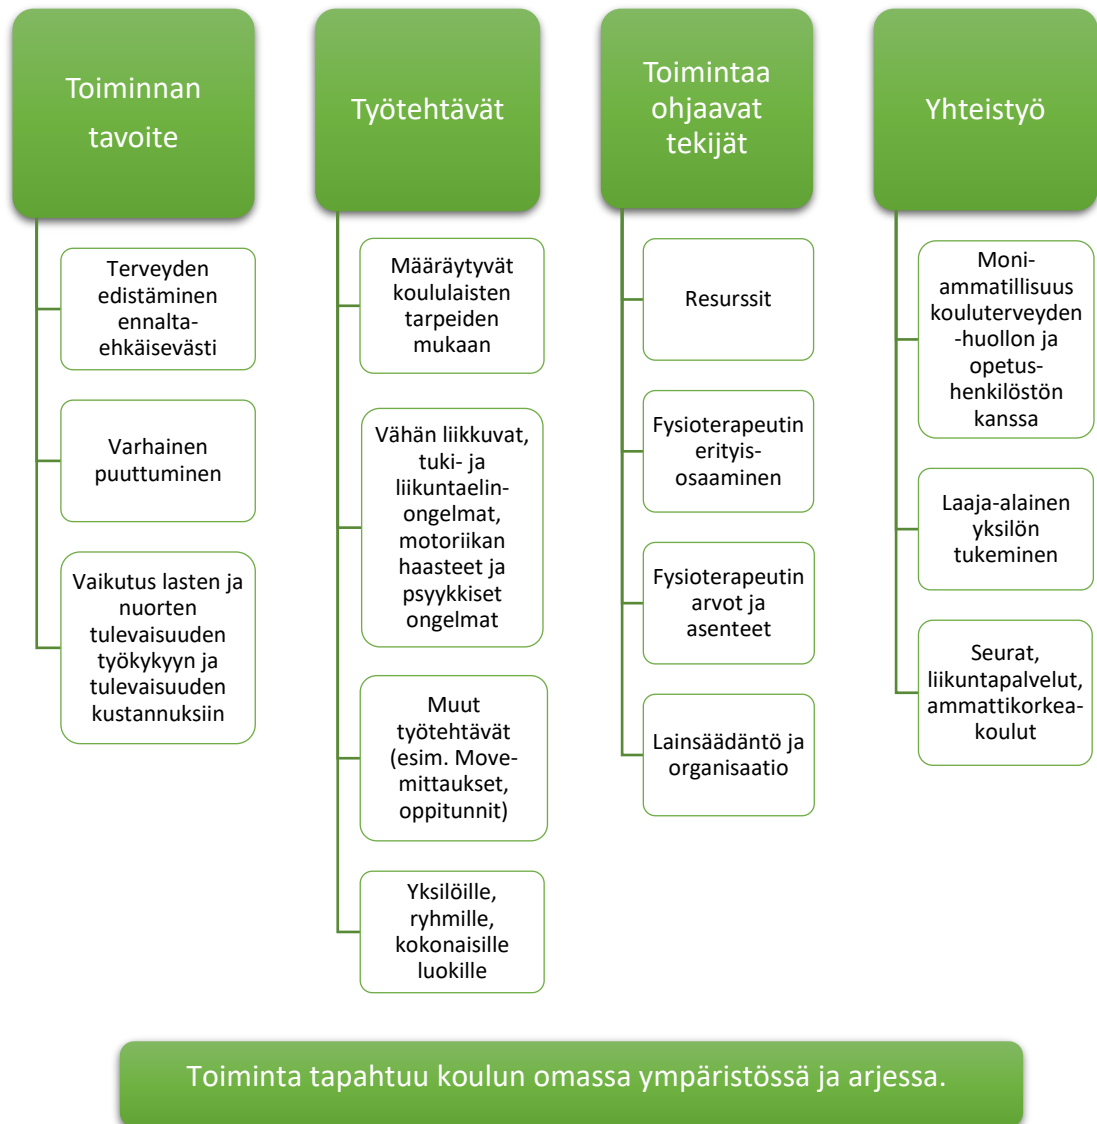 Toiminnan
tavoite
Terveyden
edistäminen
ennalta-
ehkäisevästi
Varhainen
puuttuminen
Vaikutus lasten ja
nuorten
tulevaisuuden
työkykyyn ja
tulevaisuuden
kustannuksiin
Työtehtävät
Määräytyvät
koululaisten
tarpeiden
mukaan
Vähän liikkuvat,
tuki- ja
liikuntaelin-
ongelmat,
motoriikan
haasteet ja
psyykkiset
ongelmat
Muut
työtehtävät
(esim. Move-
mittaukset,
oppitunnit)
Yksilöille,
ryhmille,
kokonaisille
luokille
Toimintaa
ohjaavat
tekijät
Resurssit
Fysioterapeutin
erityis-
osaaminen
Fysioterapeutin
arvot ja
asenteet
Lainsäädäntö ja
organisaatio
Yhteistyö
Moni-
ammatillisuus
kouluterveyden
-huollon ja
opetus-
henkilöstön
kanssa
Laaja-alainen
yksilön
tukeminen
Seurat,
liikuntapalvelut,
ammattikorkea-
koulut
Toiminta tapahtuu koulun omassa ympäristössä ja arjessa.